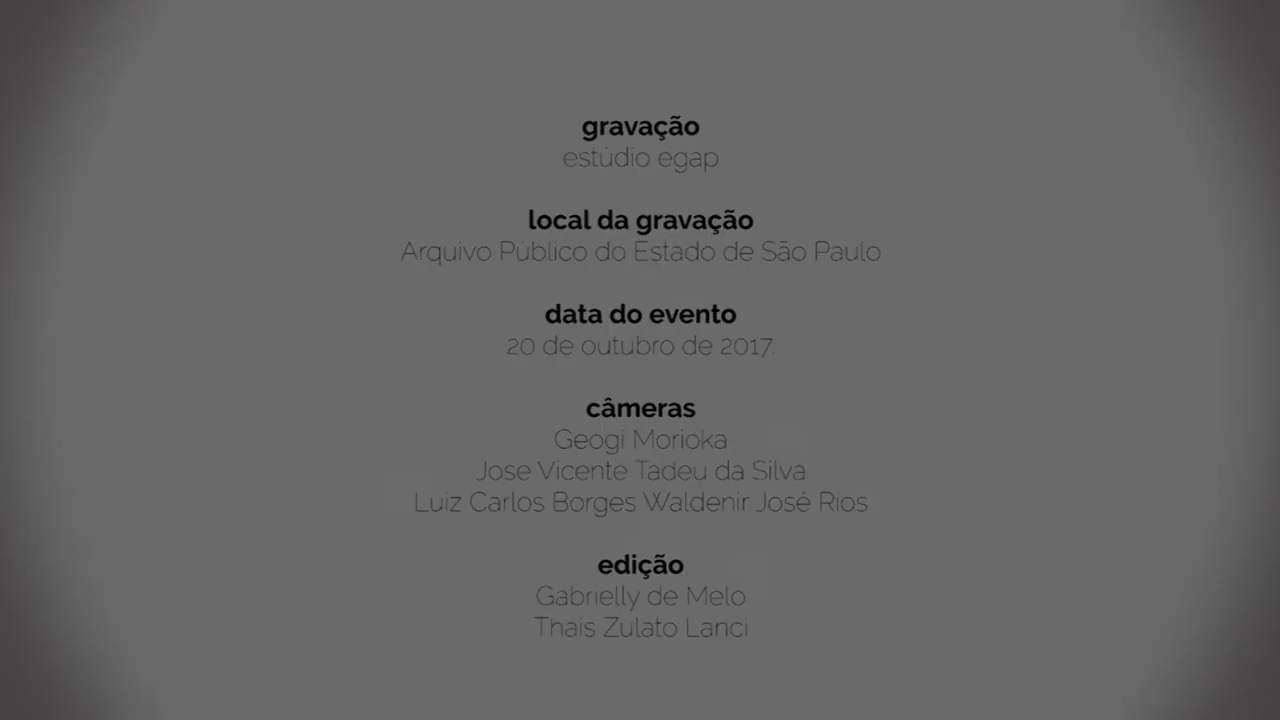 gravação
estúdio egap
local da gravação
Arquivo Público do Estado de São Paulo
data do evento
20 de outubro de 2017.
câmeras
Geogi Morioka
Jose Vicente Tadeu da Silva
Luiz Carlos Borges Waldenir José Rios
edição
Gabrielly de Melo
Thais Zulato Lanci